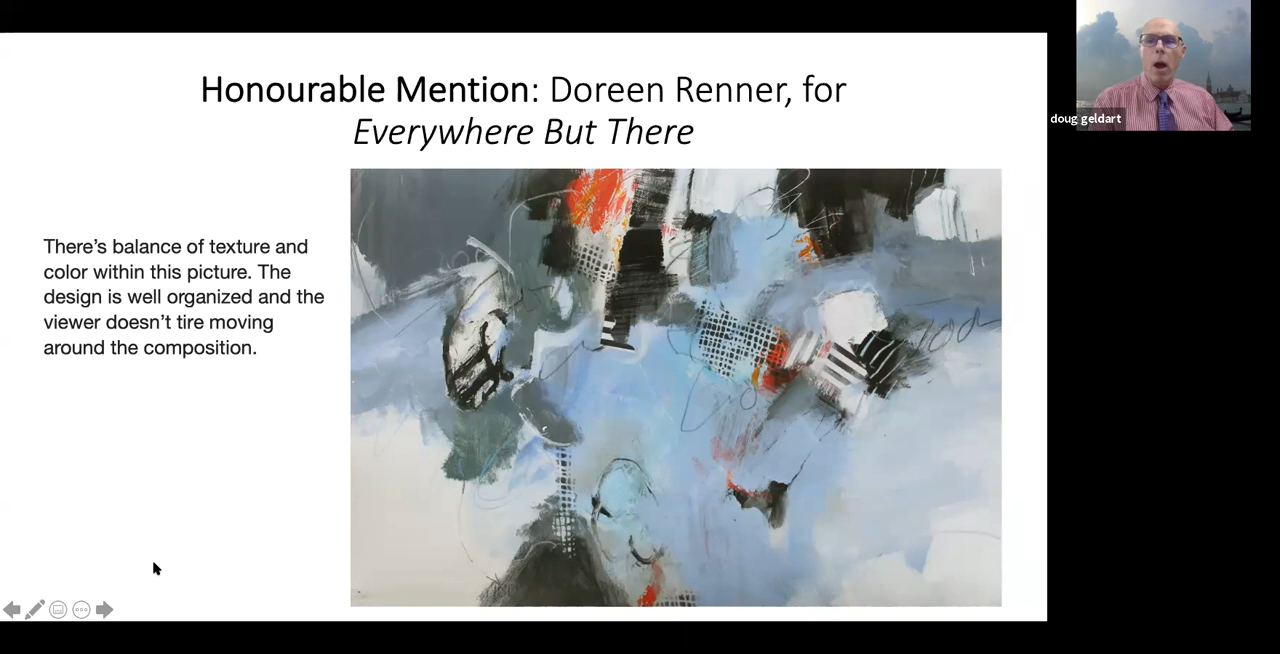 Honourable Mention: Doreen Renner, for
Everywhere But There
There’s balance of texture and
color within this picture. The
design is well organized and the
viewer doesn’t tire moving
around the composition.
doug geldart